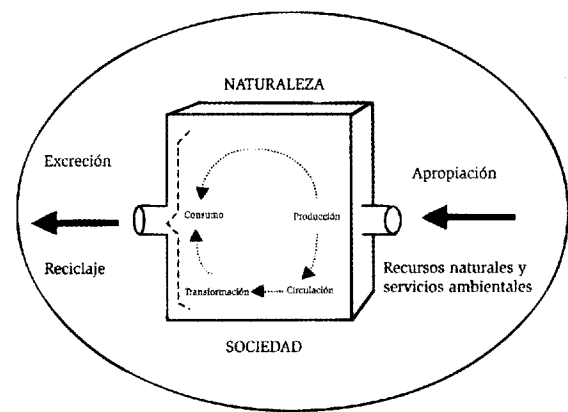 NATURALEZA
Excreción
Apropiación
Consumo
Producción
Reciclaje
Recursos naturales y
servicios ambientales
Transformación
Circulación
SOCIEDAD